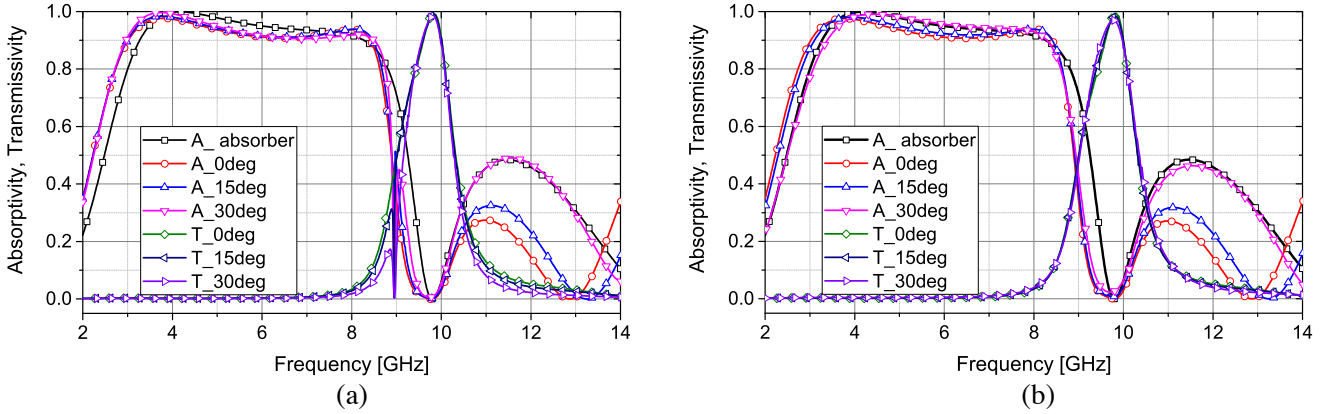 Absorptivity, Transmissivity
1.0
0.8
0.6
0.4
0.2
0.0
A_ absorber
A_0deg
A_15deg
A_30deg
T_0deg
T_15deg
T_30deg
2 4 6 8 10 12 14
Frequency [GHz]
(a)
Absorptivity, Transmissivity
1.0
0.8
0.6
0.4
0.2
0.0
A_ absorber
A_0deg
A_15deg
A_30deg
T_0deg
T_15deg
T_30deg
2 4 6 8 10 12 14
Frequency [GHz]
(b)